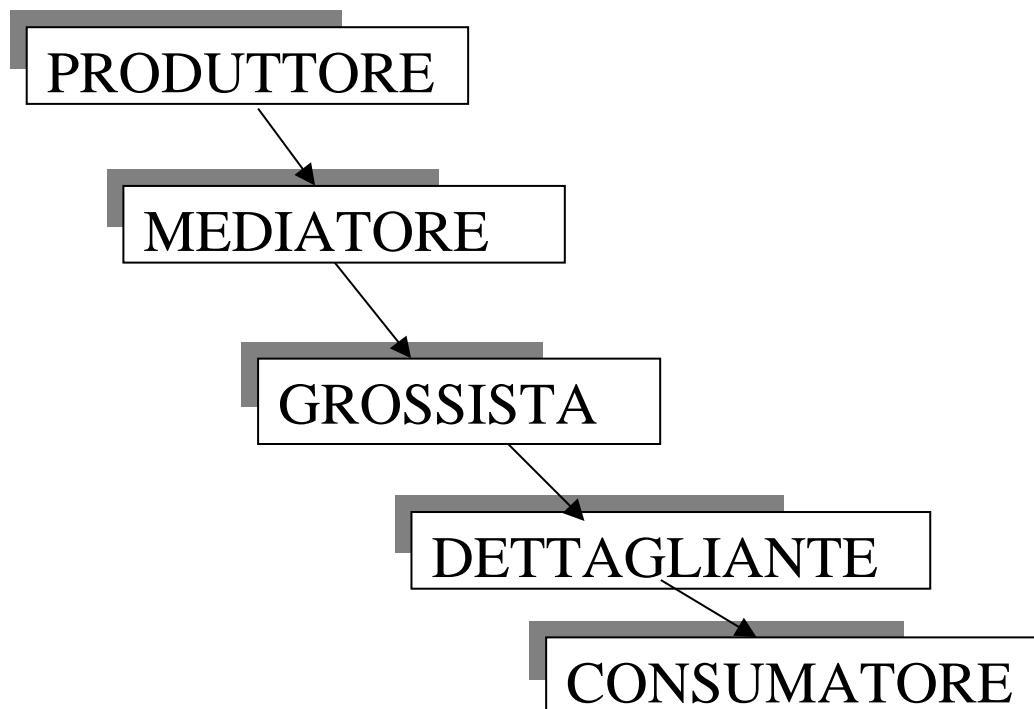 PRODUTTORE
MEDIATORE
GROSSISTA
DETTAGLIANTE
CONSUMATORE